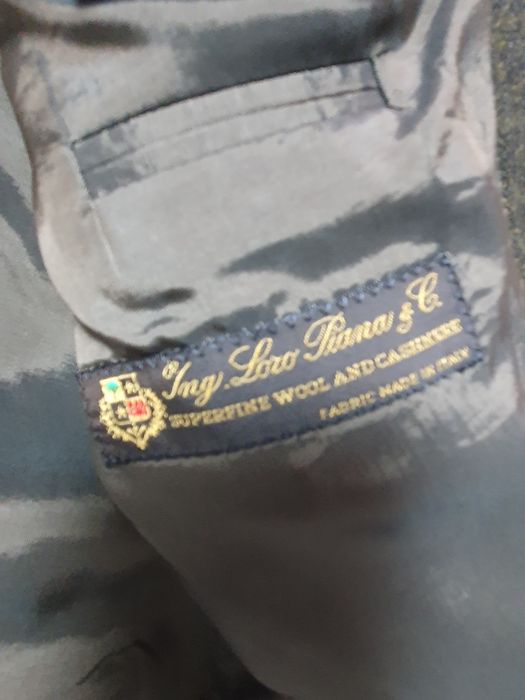 Ing. Loro Piana & C.
SUPERFINE WOOL AND CASHMERE
FABRIC MADE IN ITALY